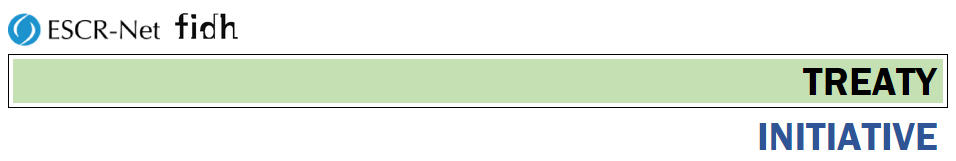 ESCR-Net fidh
TREATY
INITIATIVE